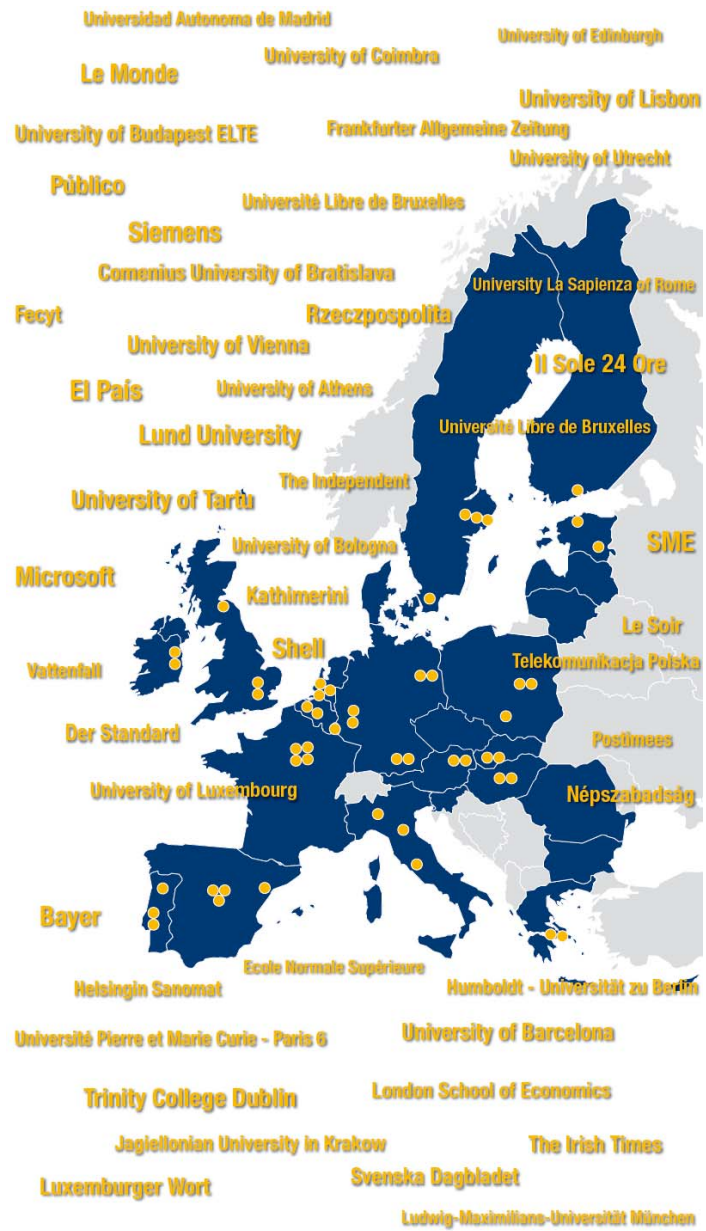 Universidad Autonoma de Madrid
University of Edinburgh
University of Coimbra
Le Monde
University of Lisbon
University of Budapest ELTE
Frankfurter Allgemeine Zeitung
University of Utrecht
Pùblico
Université Libre de Bruxelles
Siemens
Comenius University of Bratislava
University La Sapienza of Rome
Fecyt
Rzeczpospolita
University of Vienna
Il Sole 24 Ore
El País
University of Athens
Lund University
Université Libre de Bruxelles
The Independent
University of Tartu
University of Bologna
SME
Microsoft
Kathimerini
Le Soir
Shell
Vattenfall
Telekomunikacja Polska
Der Standard
Postimees
University of Luxembourg
Népszabadság
Bayer
Ecole Normale Supérieure
Helsingin Sanomat
Humboldt - Universität zu Berlin
Université Pierre et Marie Curie - Paris 6
University of Barcelona
Trinity College Dublin
London School of Economics
Jagiellonian University in Krakow
The Irish Times
Svenska Dagbladet
Luxemburger Wort
Ludwig-Maximilians-Universität München